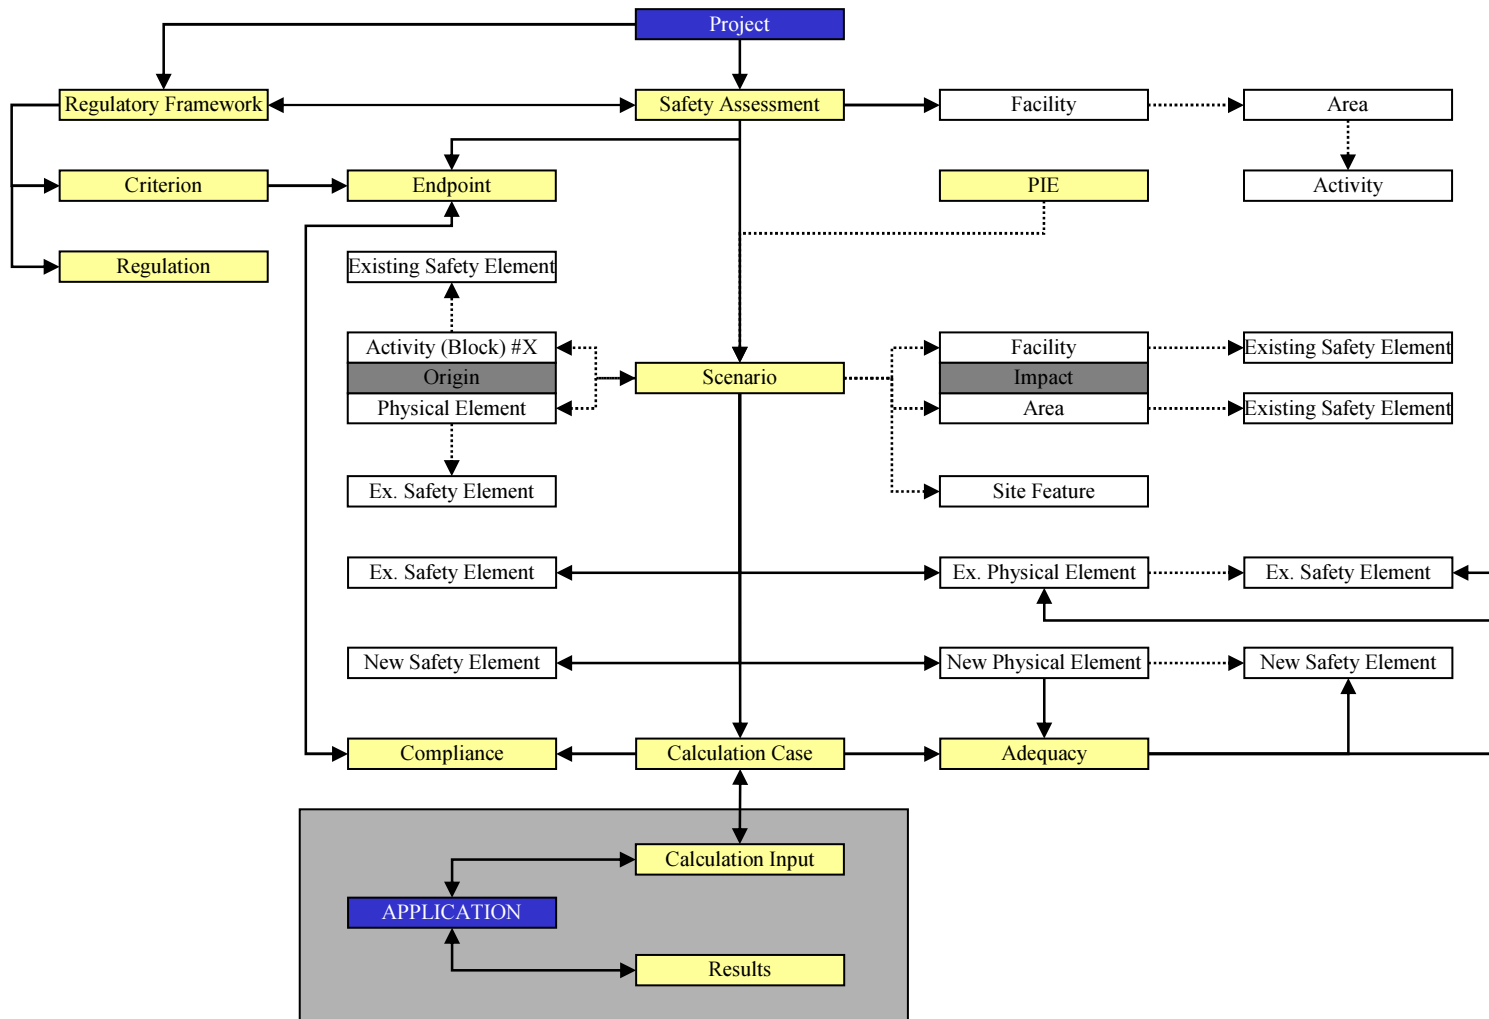 Project
Regulatory Framework
Safety Assessment
Facility
Area
Criterion
Endpoint
PIE
Activity
Regulation
Existing Safety Element
Activity (Block) #X
Facility
Existing Safety Element
Origin
Scenario
Impact
Physical Element
Area
Existing Safety Element
Ex. Safety Element
Site Feature
Ex. Safety Element
Ex. Physical Element
Ex. Safety Element
New Safety Element
New Physical Element
New Safety Element
Compliance
Calculation Case
Adequacy
Calculation Input
APPLICATION
Results